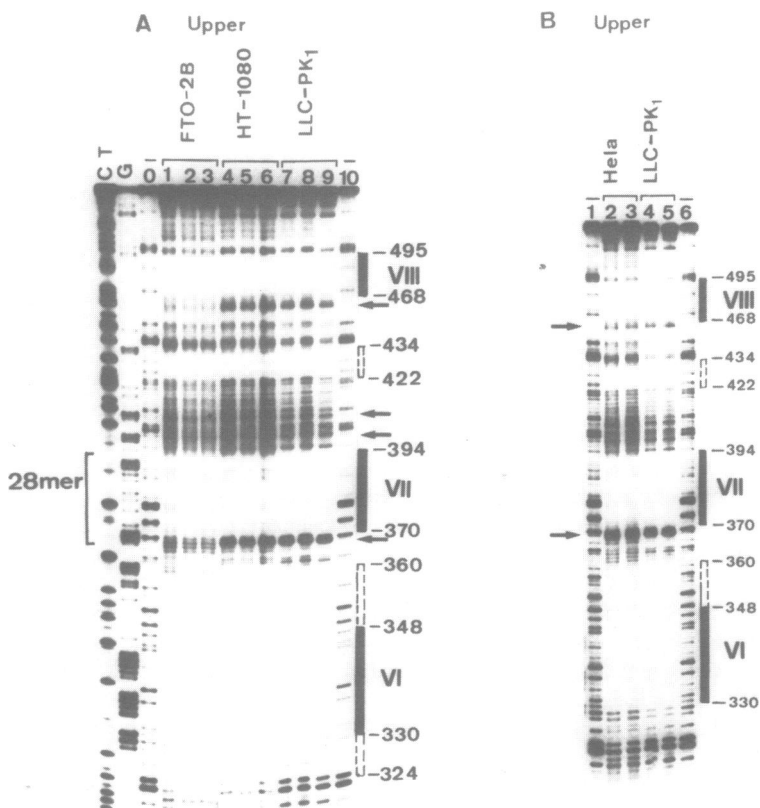 A Upper
FTO-2B HT-1080 LLC-PK1
C T G – –
0 1 2 3 4 5 6 7 8 9 10
–495
VIII
–468
–434
–422
–394
28mer
VII
–370
–360
–348
VI
–330
–324
B Upper
Hela LLC-PK1
– –
1 2 3 4 5 6
–495
VIII
–468
–434
–422
–394
VII
–370
–360
–348
VI
–330